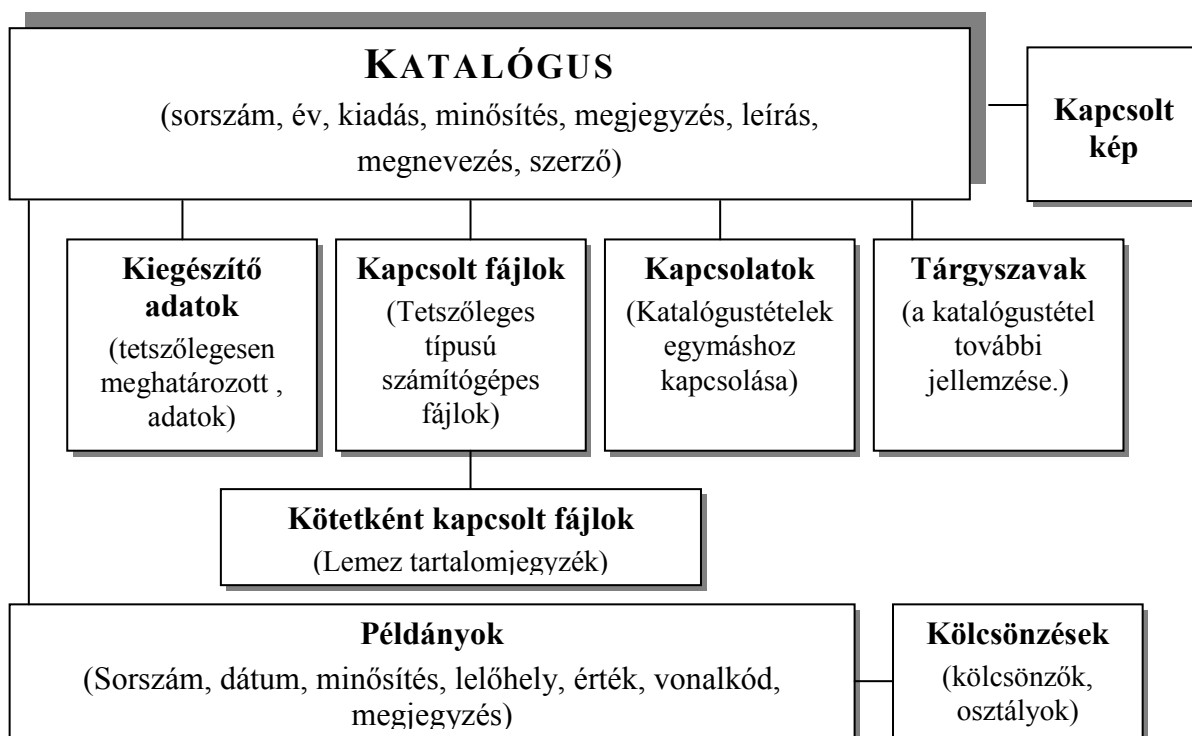 KATALÓGUS
(sorszám, év, kiadás, minősítés, megjegyzés, leírás,
megnevezés, szerző)
Kapcsolt
kép
Kiegészítő
adatok
(tetszőlegesen
meghatározott ,
adatok)
Kapcsolt fájlok
(Tetszőleges
típusú
számítógépes
fájlok)
Kapcsolatok
(Katalógustételek
egymáshoz
kapcsolása)
Tárgyszavak
(a katalógustétel
további
jellemzése.)
Kötetként kapcsolt fájlok
(Lemez tartalomjegyzék)
Példányok
(Sorszám, dátum, minősítés, lelőhely, érték, vonalkód,
megjegyzés)
Kölcsönzések
(kölcsönzők,
osztályok)